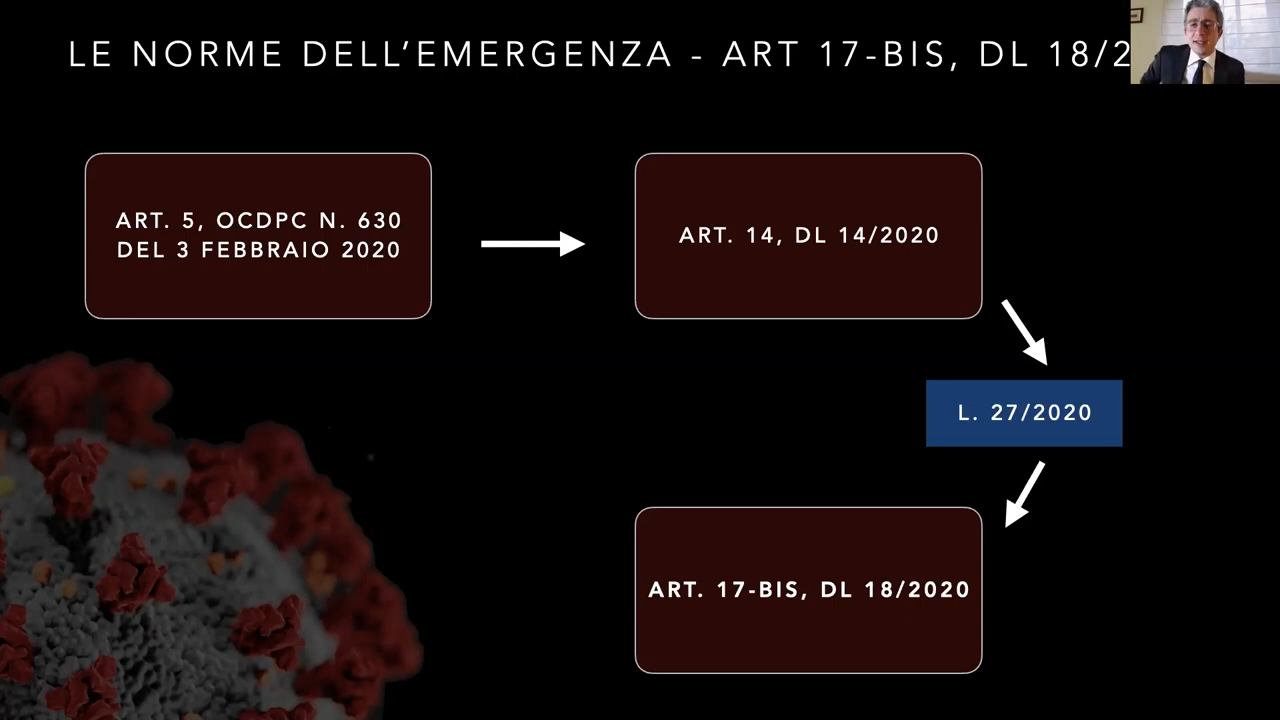 LE NORME DELL’EMERGENZA - ART 17-BIS, DL 18/2
ART. 5, OCDPC N. 630
DEL 3 FEBBRAIO 2020
ART. 14, DL 14/2020
L. 27/2020
ART. 17-BIS, DL 18/2020